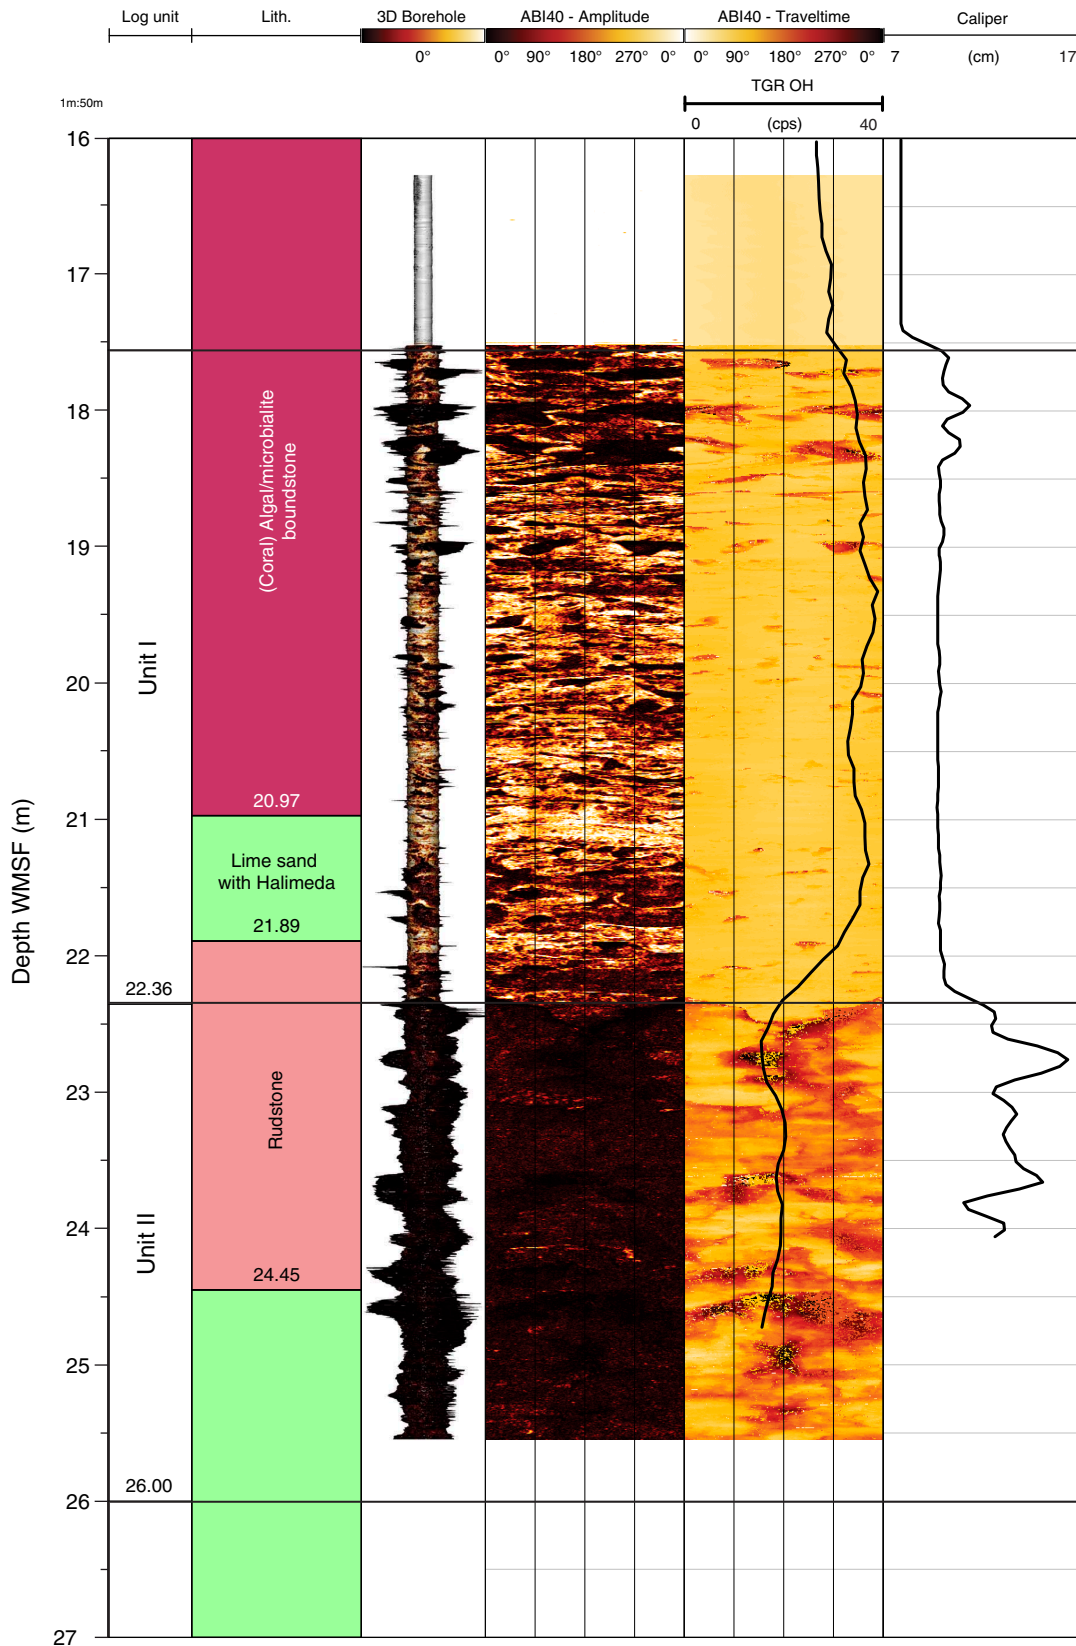 Log unit
Lith.
3D Borehole
ABI40 - Amplitude
ABI40 - Traveltime
Caliper
0°
0° 90° 180° 270° 0°
0° 90° 180° 270° 0°
7 (cm) 17
TGR OH
0 (cps) 40
1m:50m
16
17
18
19
20
21
22
23
24
25
26
27
Depth WMSF (m)
Unit I
22.36
Unit II
26.00
(Coral) Algal/microbialite
boundstone
20.97
Lime sand
with Halimeda
21.89
Rudstone
24.45